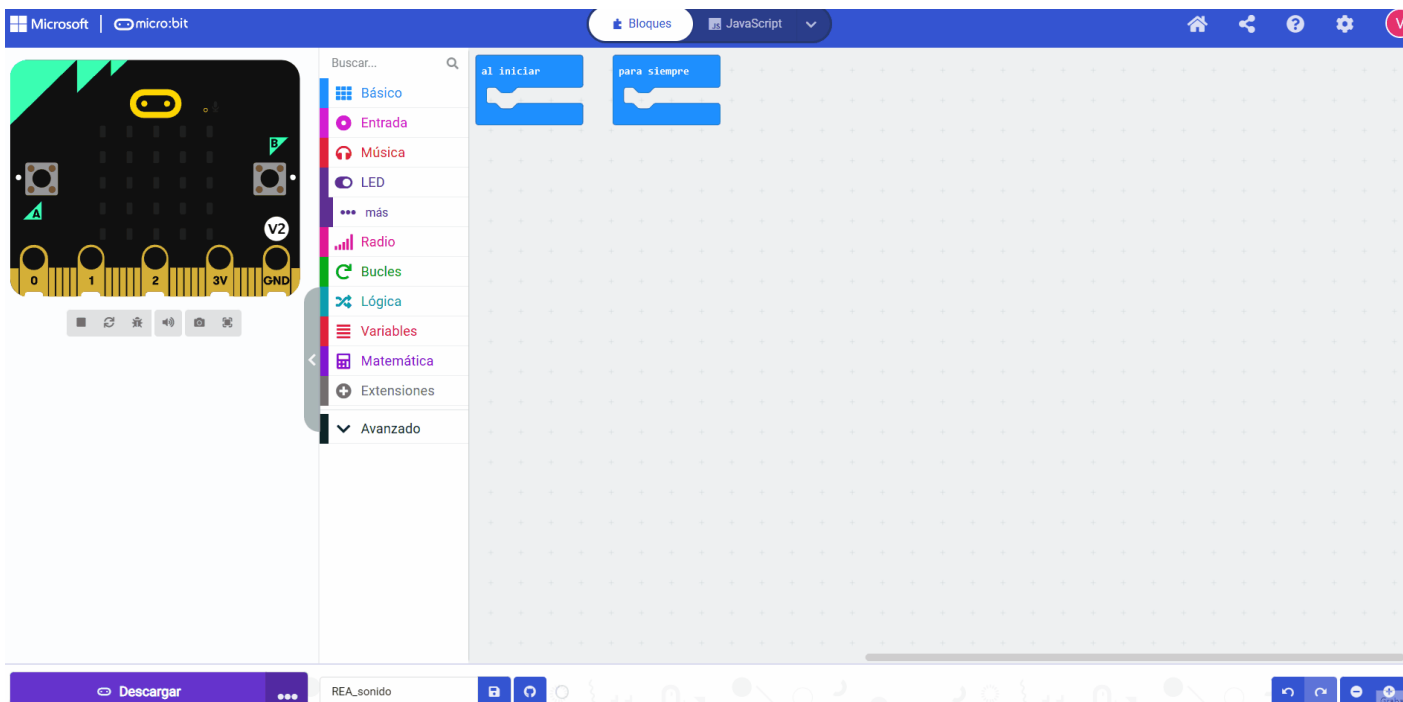 Microsoft
micro:bit
Bloques
JavaScript
Buscar...
Básico
Entrada
Música
LED
más
Radio
Bucles
Lógica
Variables
Matemática
Extensiones
Avanzado
al iniciar
para siempre
B
A
V2
0
1
2
3V
GND
Descargar
REA_sonido